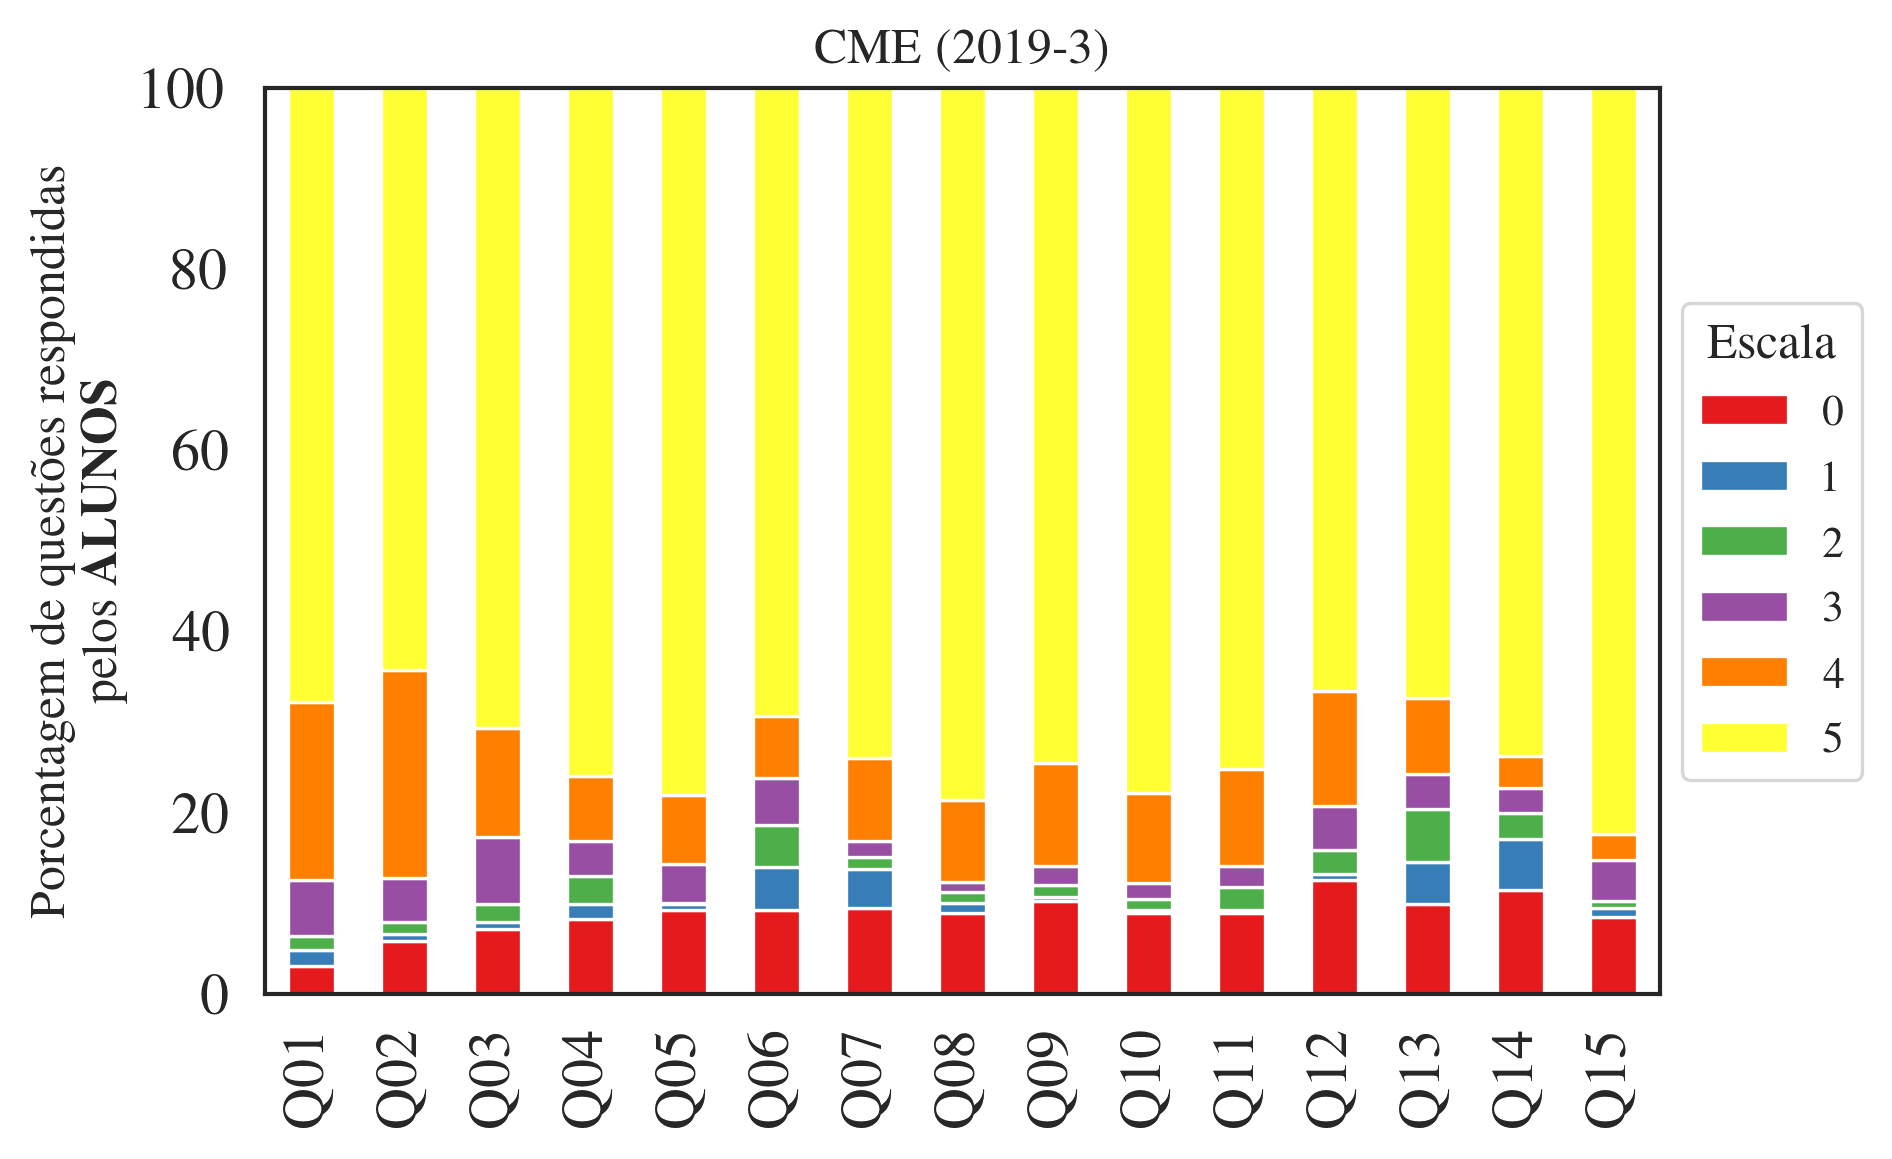 CME (2019-3)
Porcentagem de questões respondidas
pelos ALUNOS
100
80
60
40
20
0
Q01
Q02
Q03
Q04
Q05
Q06
Q07
Q08
Q09
Q10
Q11
Q12
Q13
Q14
Q15
Escala
0
1
2
3
4
5